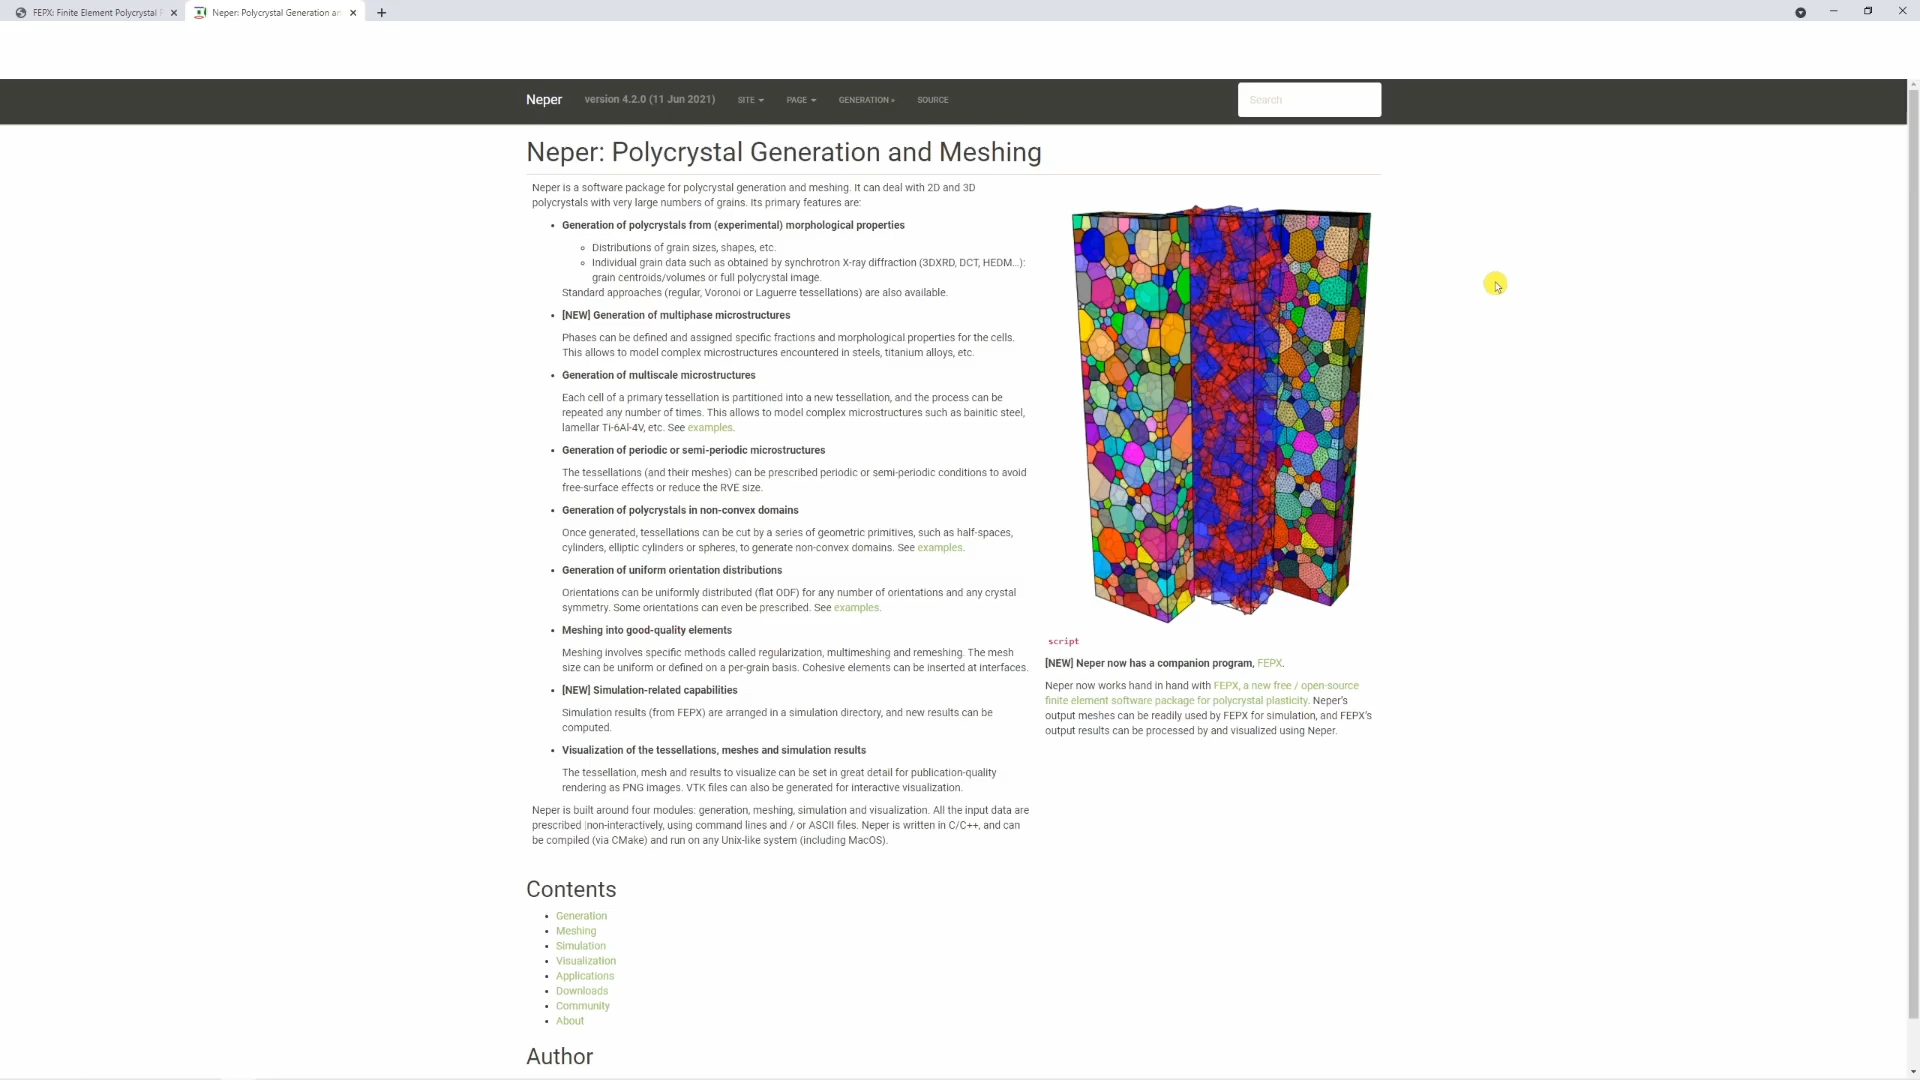 FEPX: Finite Element Polycrystal
Neper: Polycrystal Generation an
Neper
version 4.2.0 (11 Jun 2021)
SITE
PAGE
GENERATION »
SOURCE
Search
Neper: Polycrystal Generation and Meshing
Neper is a software package for polycrystal generation and meshing. It can deal with 2D and 3D
polycrystals with very large numbers of grains. Its primary features are:
Generation of polycrystals from (experimental) morphological properties
Distributions of grain sizes, shapes, etc.
Individual grain data such as obtained by synchrotron X-ray diffraction (3DXRD, DCT, HEDM...):
grain centroids/volumes or full polycrystal image.
Standard approaches (regular, Voronoi or Laguerre tessellations) are also available.
[NEW] Generation of multiphase microstructures
Phases can be defined and assigned specific fractions and morphological properties for the cells.
This allows to model complex microstructures encountered in steels, titanium alloys, etc.
Generation of multiscale microstructures
Each cell of a primary tessellation is partitioned into a new tessellation, and the process can be
repeated any number of times. This allows to model complex microstructures such as bainitic steel,
lamellar Ti-6Al-4V, etc. See examples.
Generation of periodic or semi-periodic microstructures
The tessellations (and their meshes) can be prescribed periodic or semi-periodic conditions to avoid
free-surface effects or reduce the RVE size.
Generation of polycrystals in non-convex domains
Once generated, tessellations can be cut by a series of geometric primitives, such as half-spaces,
cylinders, elliptic cylinders or spheres, to generate non-convex domains. See examples.
Generation of uniform orientation distributions
Orientations can be uniformly distributed (flat ODF) for any number of orientations and any crystal
symmetry. Some orientations can even be prescribed. See examples.
Meshing into good-quality elements
Meshing involves specific methods called regularization, multimeshing and remeshing. The mesh
size can be uniform or defined on a per-grain basis. Cohesive elements can be inserted at interfaces.
[NEW] Simulation-related capabilities
Simulation results (from FEPX) are arranged in a simulation directory, and new results can be
computed.
Visualization of the tessellations, meshes and simulation results
The tessellation, mesh and results to visualize can be set in great detail for publication-quality
rendering as PNG images. VTK files can also be generated for interactive visualization.
Neper is built around four modules: generation, meshing, simulation and visualization. All the input data are
prescribed non-interactively, using command lines and / or ASCII files. Neper is written in C/C++, and can
be compiled (via CMake) and run on any Unix-like system (including MacOS).
script
[NEW] Neper now has a companion program, FEPX.
Neper now works hand in hand with FEPX, a new free / open-source
finite element software package for polycrystal plasticity. Neper's
output meshes can be readily used by FEPX for simulation, and FEPX's
output results can be processed by and visualized using Neper.
Contents
Generation
Meshing
Simulation
Visualization
Applications
Downloads
Community
About
Author